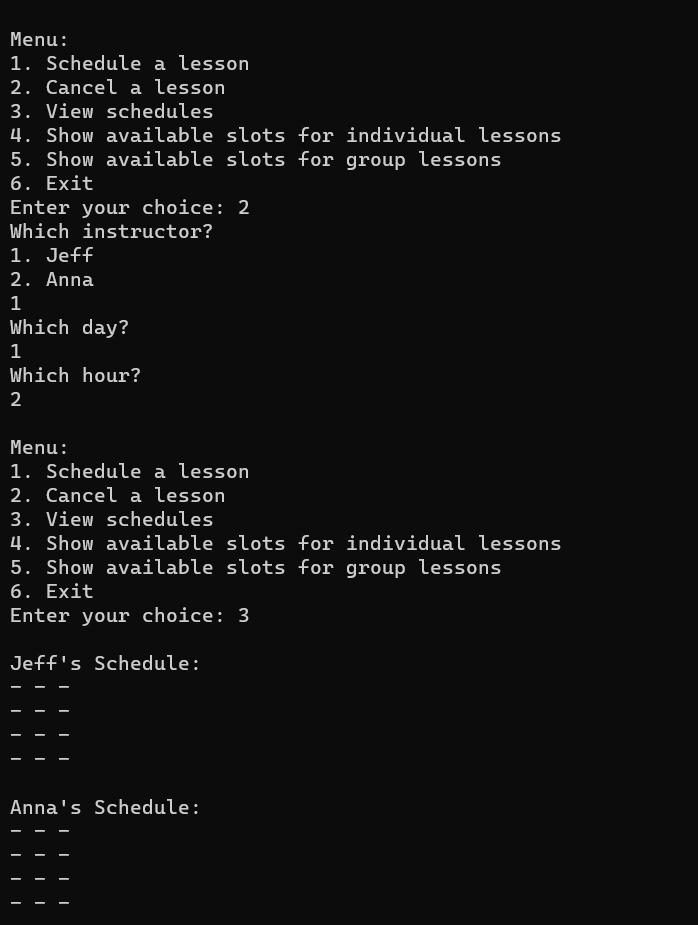 Menu:
1. Schedule a lesson
2. Cancel a lesson
3. View schedules
4. Show available slots for individual lessons
5. Show available slots for group lessons
6. Exit
Enter your choice: 2
Which instructor?
1. Jeff
2. Anna
1
Which day?
1
Which hour?
2
Menu:
1. Schedule a lesson
2. Cancel a lesson
3. View schedules
4. Show available slots for individual lessons
5. Show available slots for group lessons
6. Exit
Enter your choice: 3
Jeff's Schedule:
- - -
- - -
- - -
- - -
Anna's Schedule:
- - -
- - -
- - -
- - -